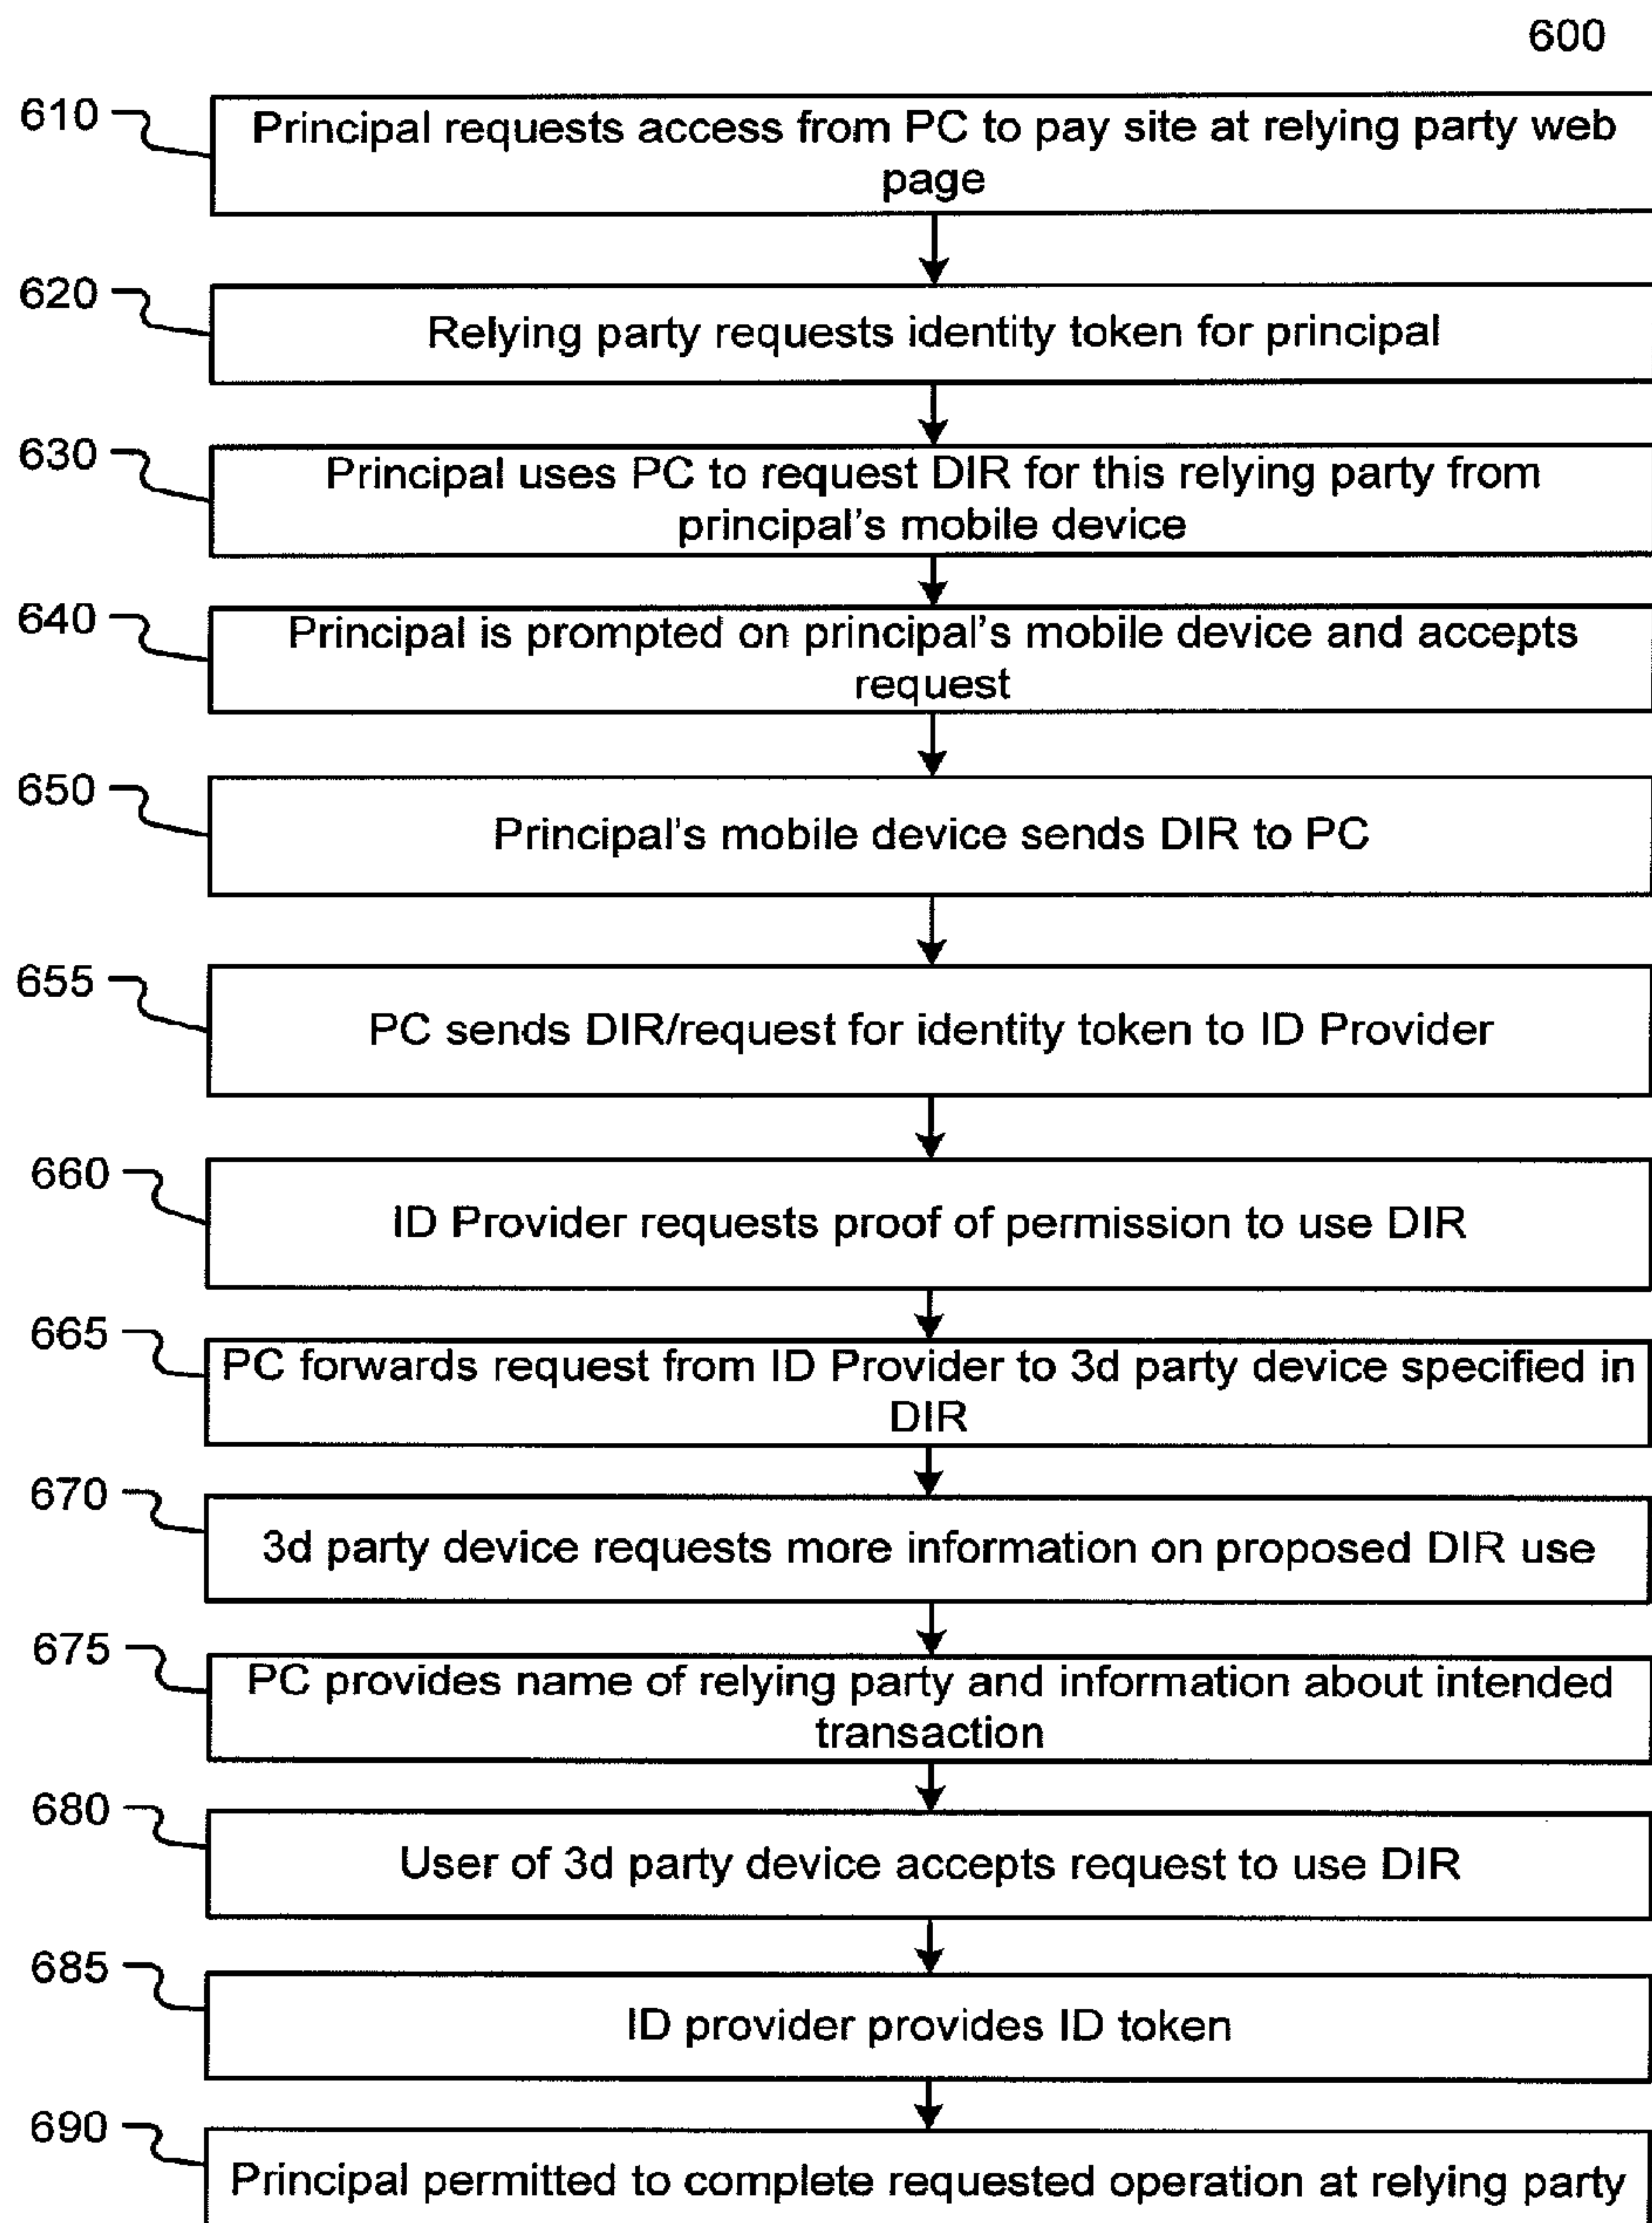 600
610
Principal requests access from PC to pay site at relying party web
page
620
Relying party requests identity token for principal
630
Principal uses PC to request DIR for this relying party from
principal's mobile device
640
Principal is prompted on principal's mobile device and accepts
request
650
Principal's mobile device sends DIR to PC
655
PC sends DIR/request for identity token to ID Provider
660
ID Provider requests proof of permission to use DIR
665
PC forwards request from ID Provider to 3d party device specified in
DIR
670
3d party device requests more information on proposed DIR use
675
PC provides name of relying party and information about intended
transaction
680
User of 3d party device accepts request to use DIR
685
ID provider provides ID token
690
Principal permitted to complete requested operation at relying party